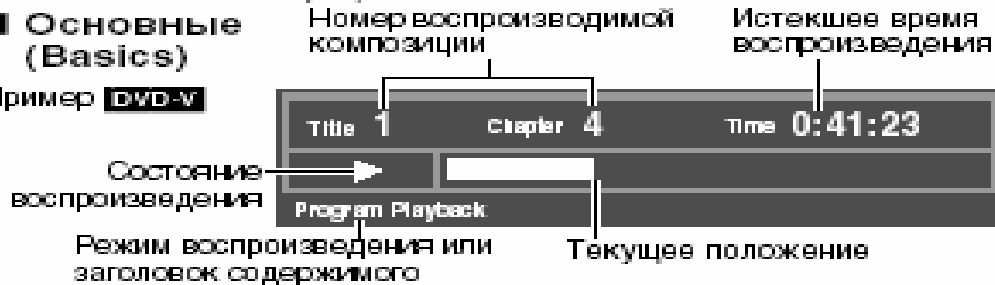 Основные
(Basics)
Номер воспроизводимой
композиции
Истекшее время
воспроизведения
Пример DVD-V
Title 1 Chapter 4 Time 0:41:23
Состояние
воспроизведения
Program Playback
Режим воспроизведения или
заголовок содержимого
Текущее положение